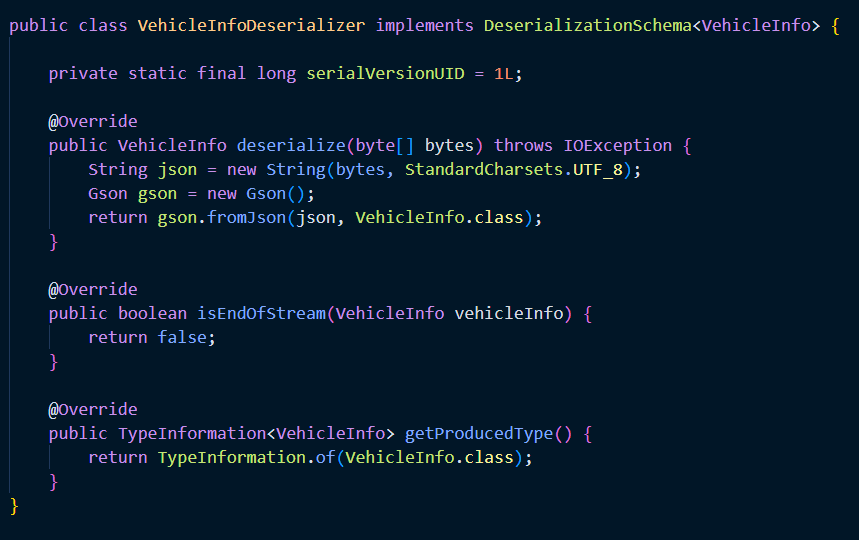 public class VehicleInfoDeserializer implements DeserializationSchema<VehicleInfo> {
private static final long serialVersionUID = 1L;
@Override
public VehicleInfo deserialize(byte[] bytes) throws IOException {
String json = new String(bytes, StandardCharsets.UTF_8);
Gson gson = new Gson();
return gson.fromJson(json, VehicleInfo.class);
}
@Override
public boolean isEndOfStream(VehicleInfo vehicleInfo) {
return false;
}
@Override
public TypeInformation<VehicleInfo> getProducedType() {
return TypeInformation.of(VehicleInfo.class);
}
}